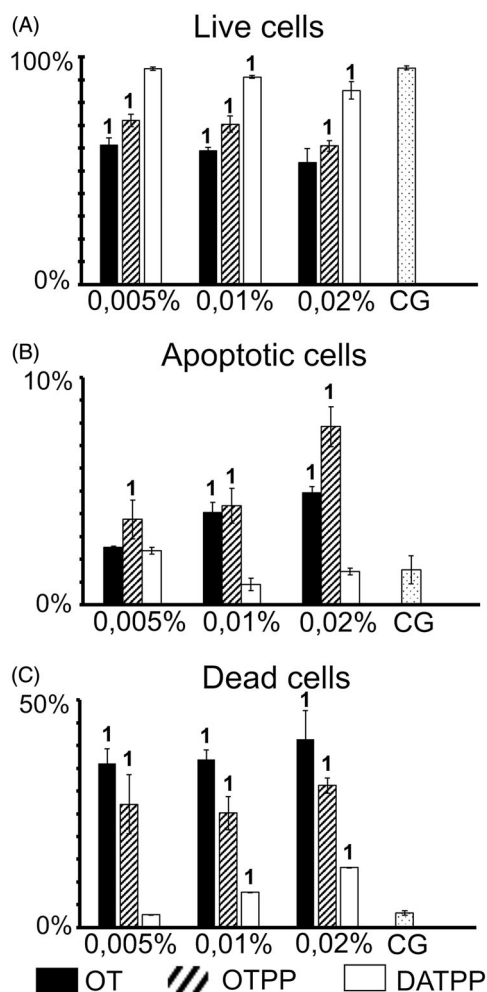 (A)
Live cells
100%
1 1 1 1 1 1 1
0%
0,005% 0,01% 0,02% CG
(B)
Apoptotic cells
10%
1 1 1 1 1
0%
0,005% 0,01% 0,02% CG
(C)
Dead cells
50%
1 1 1 1 1 1 1 1
0%
0,005% 0,01% 0,02% CG
OT OTPP DATPP